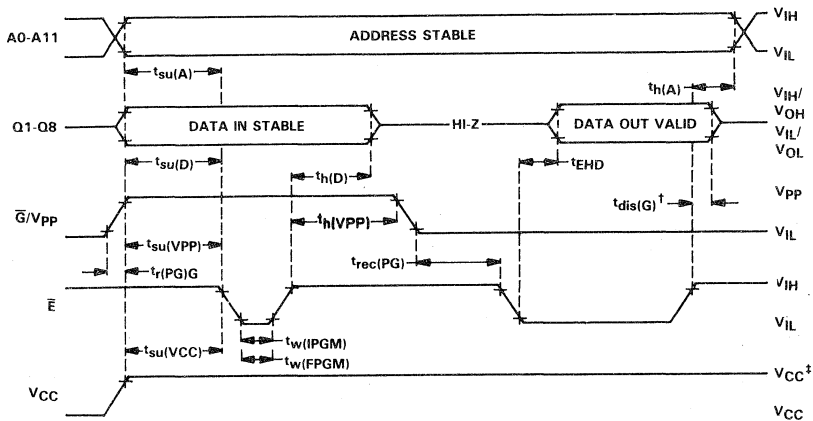 A0-A11
ADDRESS STABLE
VIH
VIL
tsu(A)
th(A)
Q1-Q8
DATA IN STABLE
HI-Z
DATA OUT VALID
VIH/
VOH
VIL/
VOL
tsu(D)
th(D)
tEHD
tdis(G)†
G̅/VPP
VPP
VIL
tsu(VPP)
th(VPP)
tr(PG)G
trec(PG)
E̅
VIH
VIL
tsu(VCC)
tw(IPGM)
tw(FPGM)
VCC
VCC‡
VCC